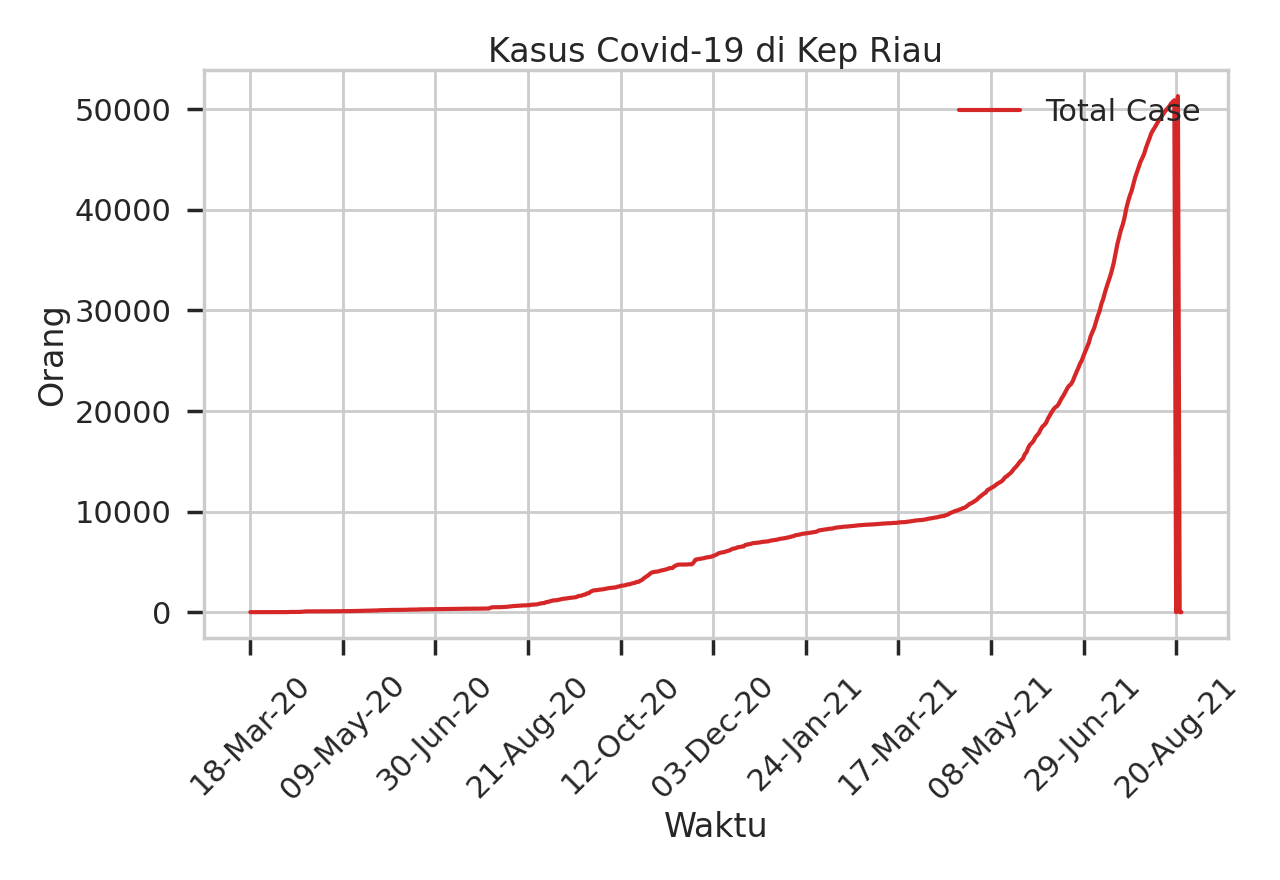 Kasus Covid-19 di Kep Riau
Total Case
50000
40000
30000
20000
10000
0
Orang
18-Mar-20
09-May-20
30-Jun-20
21-Aug-20
12-Oct-20
03-Dec-20
24-Jan-21
17-Mar-21
08-May-21
29-Jun-21
20-Aug-21
Waktu